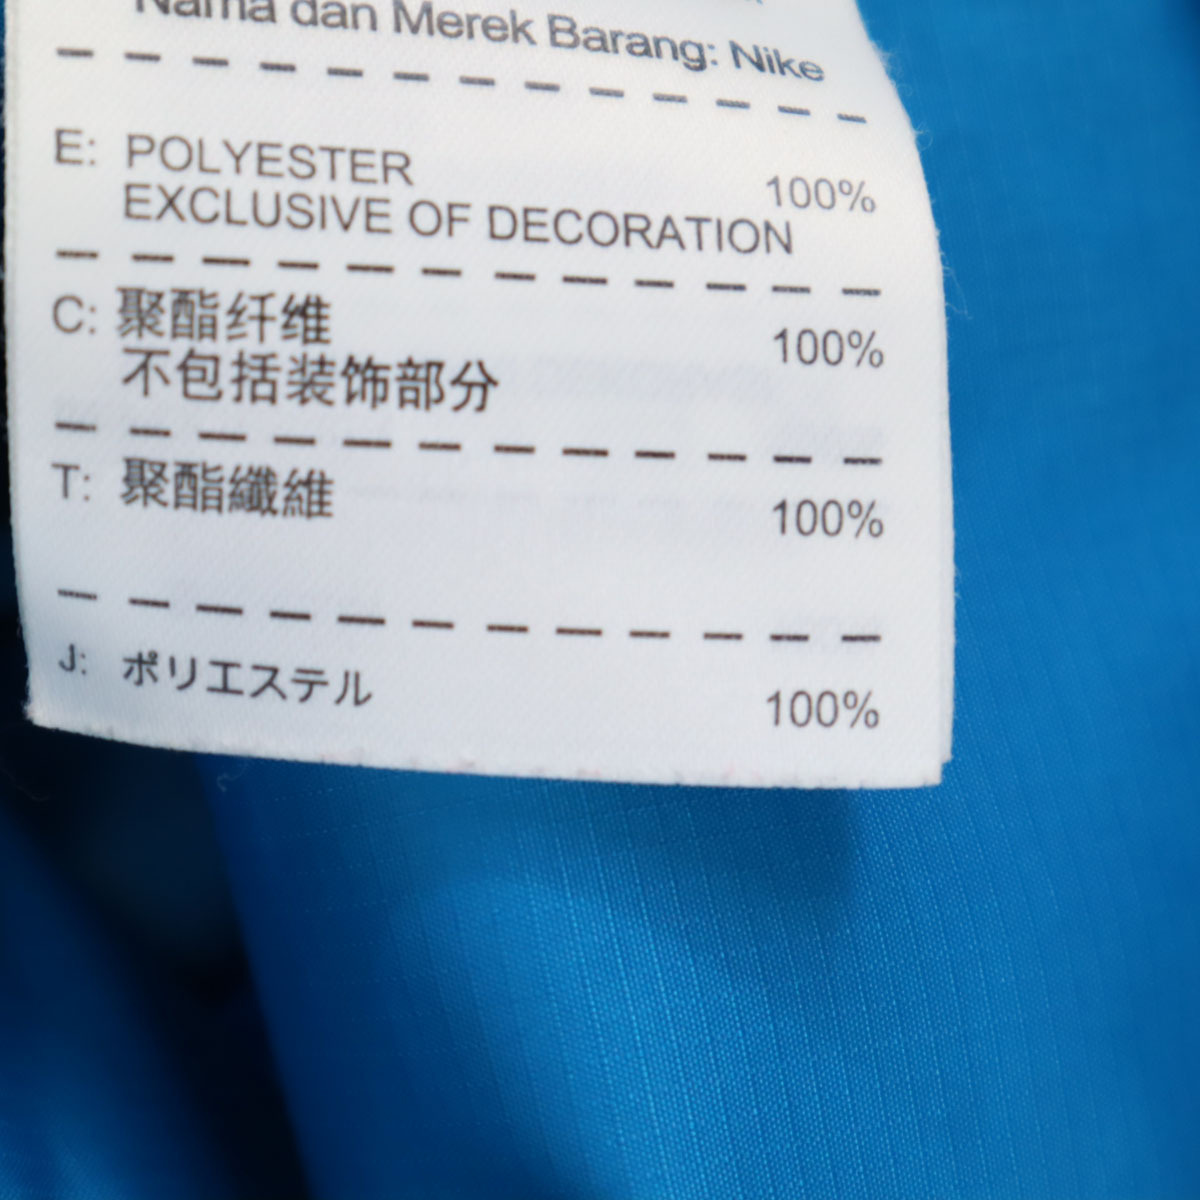 Nama dan Merek Barang: Nike
E: POLYESTER 100%
EXCLUSIVE OF DECORATION
C: 聚酯纤维 100%
不包括装饰部分
T: 聚酯纖維 100%
J: ポリエステル 100%